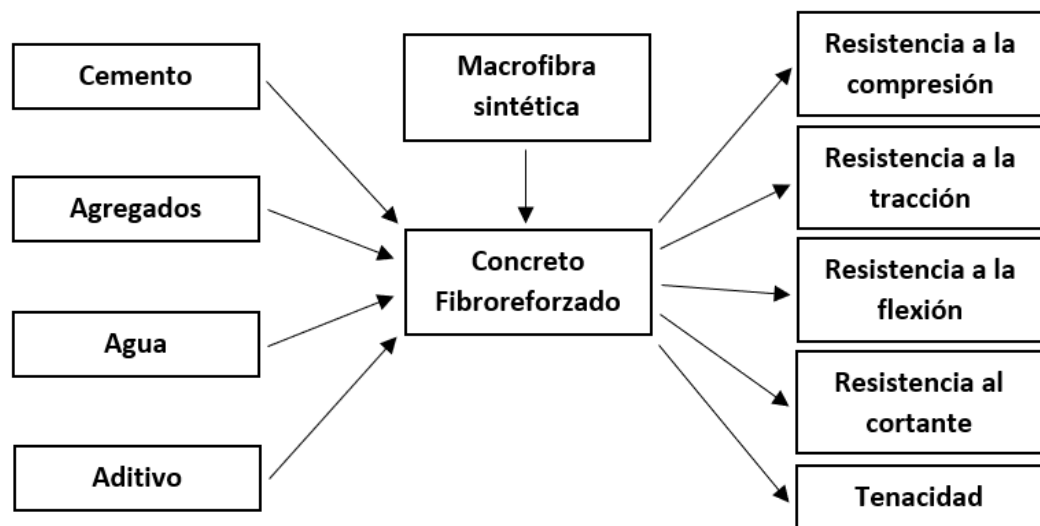 Cemento
Agregados
Agua
Aditivo
Macrofibra
sintética
Concreto
Fibroreforzado
Resistencia a la
compresión
Resistencia a la
tracción
Resistencia a la
flexión
Resistencia al
cortante
Tenacidad